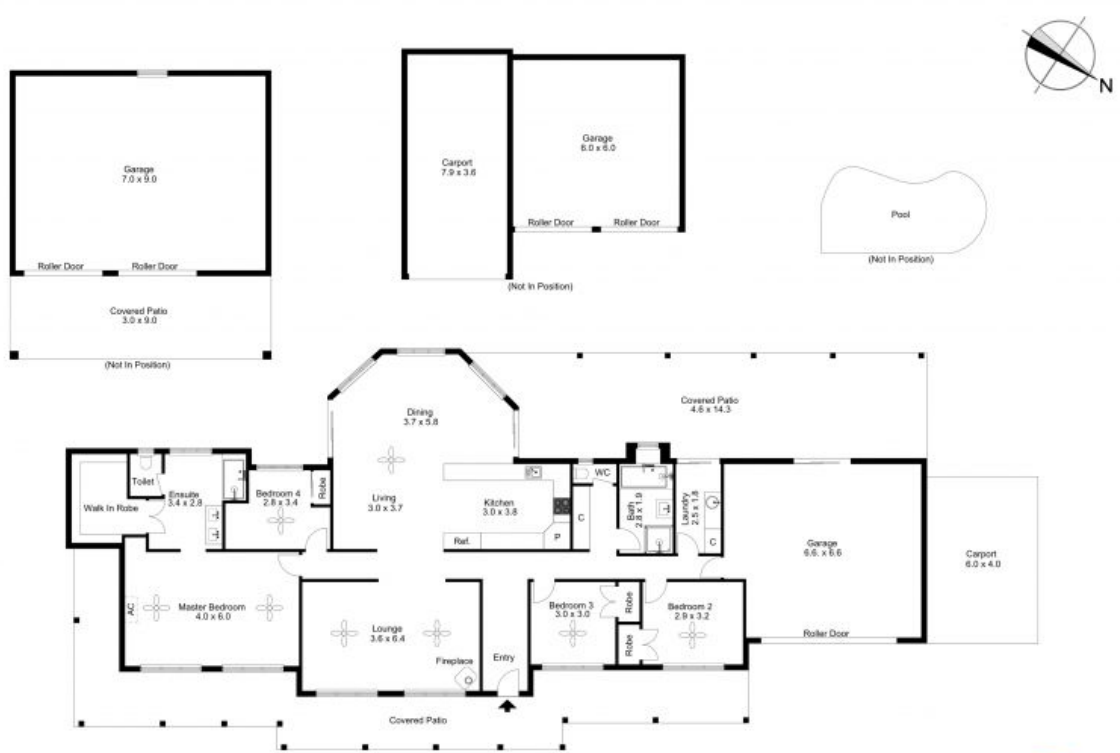 N
Garage
7.0 x 9.0
Roller Door
Roller Door
Covered Patio
3.0 x 9.0
(Not In Position)
Carport
7.9 x 3.6
Garage
6.0 x 6.0
Roller Door
Roller Door
(Not In Position)
Pool
(Not In Position)
Dining
3.7 x 5.8
Covered Patio
4.6 x 14.3
Toilet
Walk In Robe
Ensuite
3.4 x 2.8
Bedroom 4
2.8 x 3.4
Robe
Living
3.0 x 3.7
Kitchen
3.0 x 3.8
Ref.
P
C
WC
Bath
2.8 x 1.9
Laundry
2.5 x 1.8
C
Garage
6.6. x 6.6
Carport
6.0 x 4.0
AC
Master Bedroom
4.0 x 6.0
Lounge
3.6 x 6.4
Fireplace
Entry
Bedroom 3
3.0 x 3.0
Robe
Robe
Bedroom 2
2.9 x 3.2
Roller Door
Covered Patio